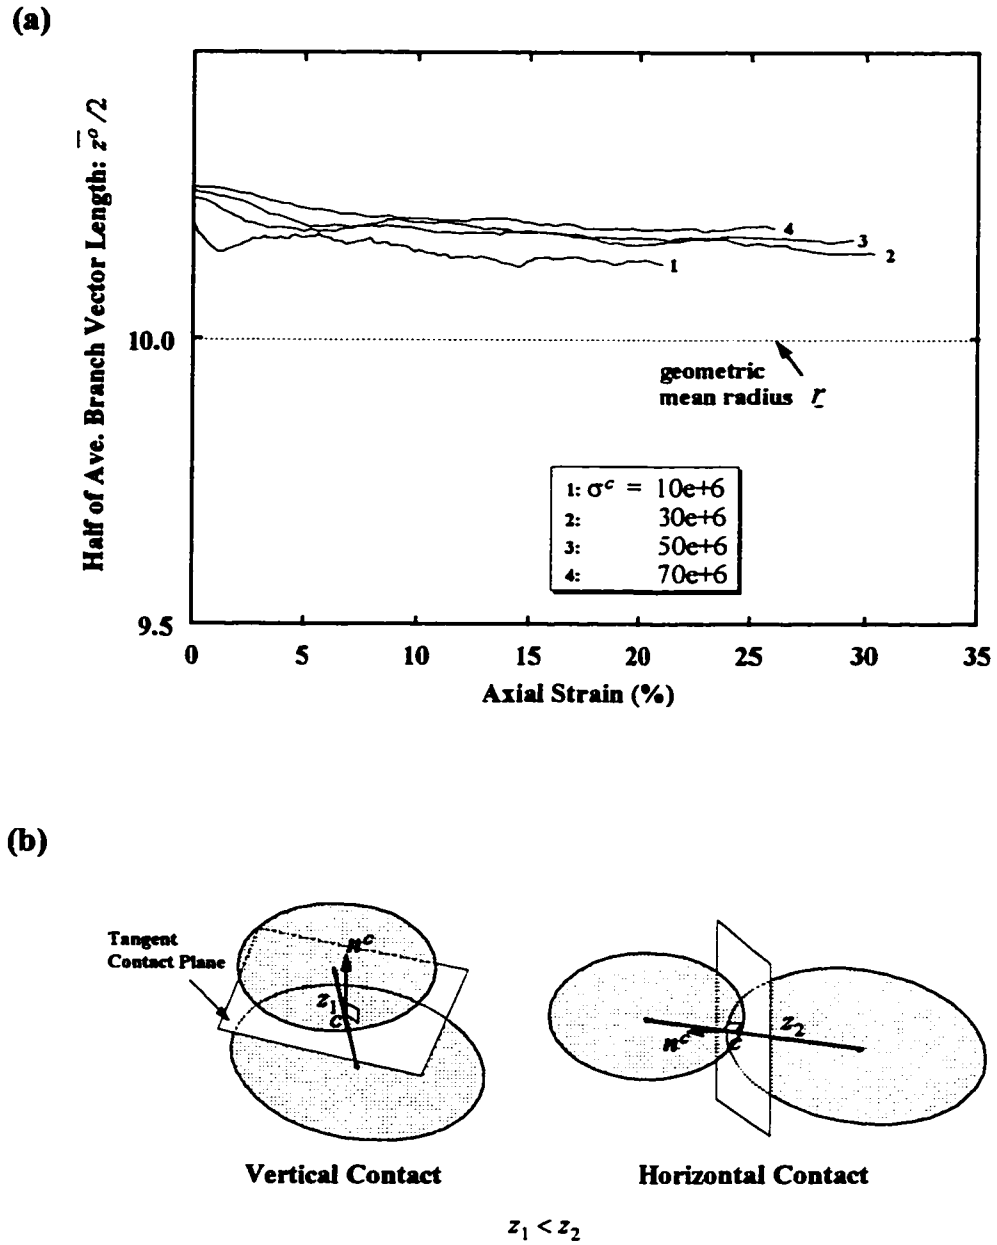 (a)
Half of Ave. Branch Vector Length: z̄ᵒ/2
10.0
9.5
0 5 10 15 20 25 30 35
Axial Strain (%)
4
3
2
1
geometric
mean radius r̲
1: σᶜ = 10e+6
2: 30e+6
3: 50e+6
4: 70e+6
(b)
Tangent
Contact Plane
nᶜ
z₁
c
nᶜ
c
z₂
Vertical Contact
Horizontal Contact
z₁ < z₂